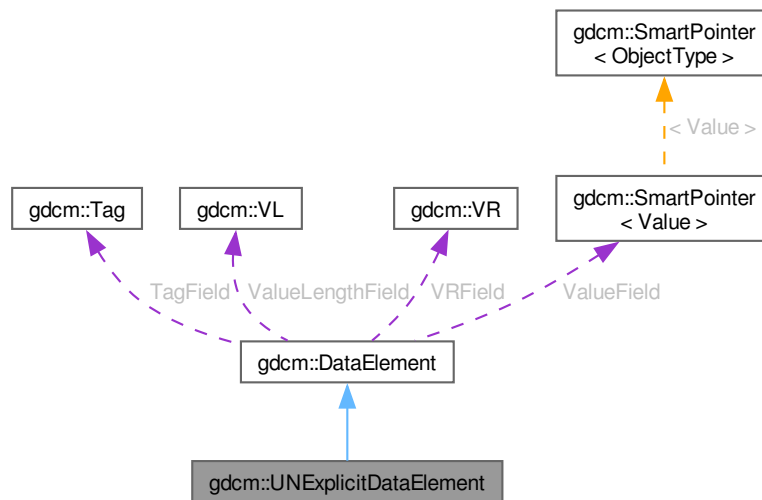 gdcm::SmartPointer
< ObjectType >
< Value >
gdcm::Tag
gdcm::VL
gdcm::VR
gdcm::SmartPointer
< Value >
TagField
ValueLengthField
VRField
ValueField
gdcm::DataElement
gdcm::UNExplicitDataElement